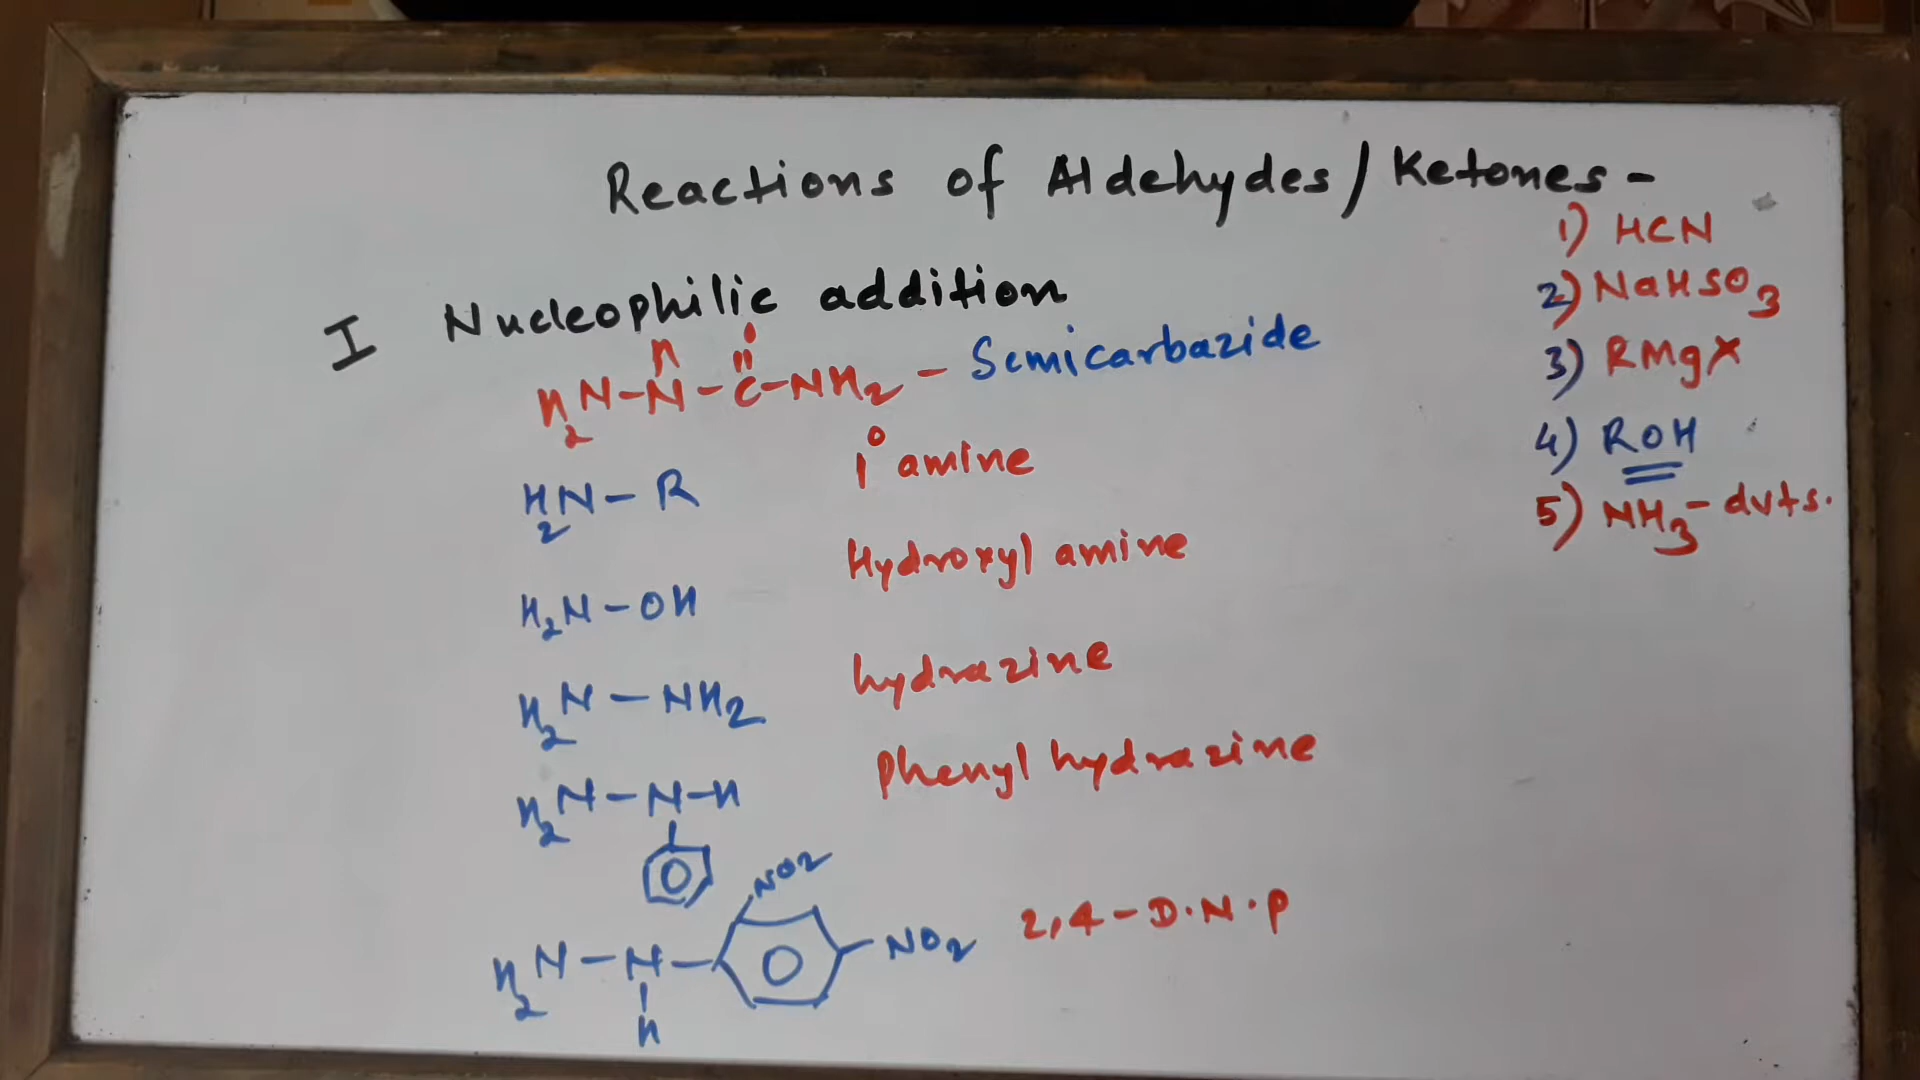 Reactions of Aldehydes/Ketones-
I Nucleophilic addition
H2N-N-C-NH2 - Semicarbazide
H
H2N-R
1° amine
H2N-OH
Hydroxyl amine
H2N-NH2
hydrazine
H2N-N-H
Phenyl hydrazine
NO2
H2N-N-
NO2
H
2,4-D.N.P
1) HCN
2) NaHSO3
3) RMgX
4) ROH
5) NH3-dvts.